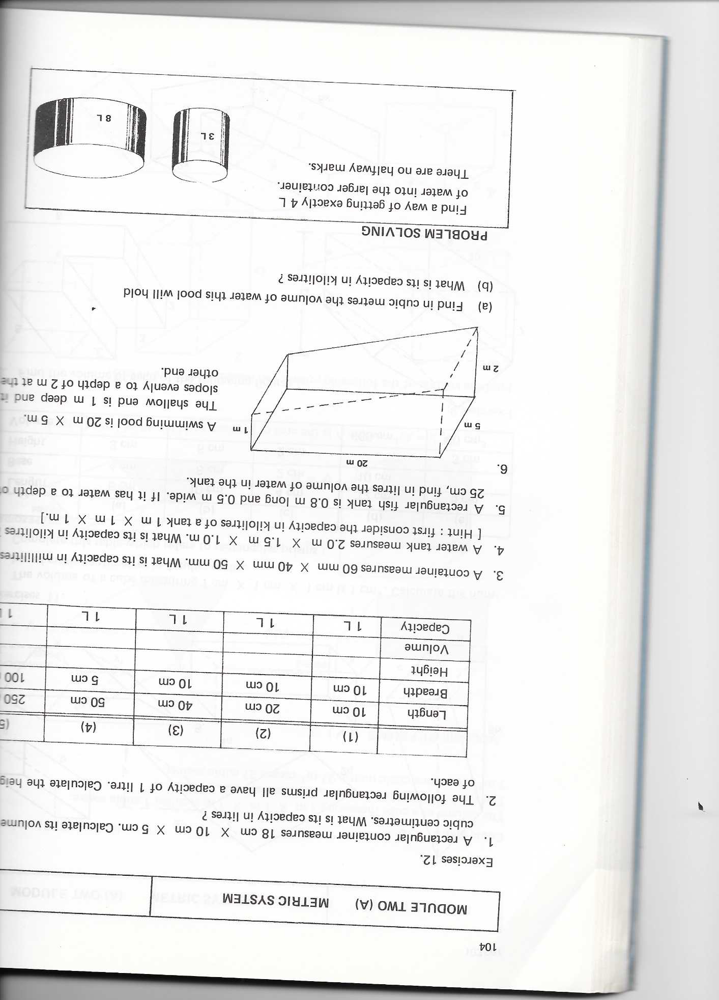 104
MODULE TWO (A) METRIC SYSTEM
Exercises 12.
1. A rectangular container measures 18 cm X 10 cm X 5 cm. Calculate its volume
cubic centimetres. What is its capacity in litres ?
2. The following rectangular prisms all have a capacity of 1 litre. Calculate the heig
of each.
(1) (2) (3) (4) (5
Length 10 cm 20 cm 40 cm 50 cm 250
Breadth 10 cm 10 cm 10 cm 5 cm 100
Height
Volume
Capacity 1 L 1 L 1 L 1 L 1 L
3. A container measures 60 mm X 40 mm X 50 mm. What is its capacity in millilitres
4. A water tank measures 2.0 m X 1.5 m X 1.0 m. What is its capacity in kilolitres ?
[ Hint : first consider the capacity in kilolitres of a tank 1 m X 1 m X 1 m.]
5. A rectangular fish tank is 0.8 m long and 0.5 m wide. If it has water to a depth of
25 cm, find in litres the volume of water in the tank.
6.
20 m
5 m
1 m
2 m
A swimming pool is 20 m X 5 m.
The shallow end is 1 m deep and it
slopes evenly to a depth of 2 m at the
other end.
(a) Find in cubic metres the volume of water this pool will hold
(b) What is its capacity in kilolitres ?
PROBLEM SOLVING
Find a way of getting exactly 4 L
of water into the larger container.
There are no halfway marks.
3 L
8 L